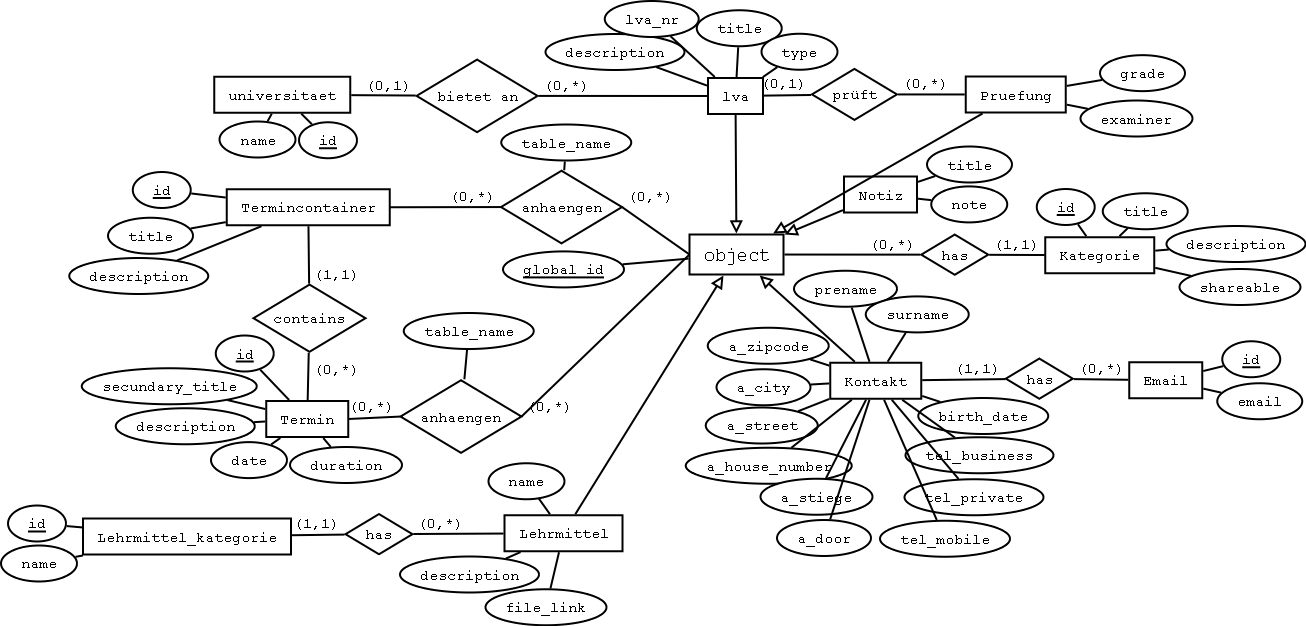 lva_nr
title
description
type
grade
(0,1)
(0,*)
(0,1)
(0,*)
universitaet
bietet an
lva
prüft
Pruefung
examiner
name
id
table_name
title
id
(0,*)
(0,*)
Notiz
note
id
title
Termincontainer
anhaengen
title
(0,*)
(1,1)
description
object
has
Kategorie
description
global id
(1,1)
shareable
prename
contains
surname
table_name
id
a_zipcode
id
(0,*)
(1,1)
(0,*)
secundary_title
a_city
Kontakt
has
Email
(0,*)
(0,*)
email
description
Termin
anhaengen
a_street
birth_date
date
duration
a_house_number
tel_business
name
a_stiege
tel_private
id
(1,1)
(0,*)
Lehrmittel_kategorie
has
Lehrmittel
a_door
tel_mobile
name
description
file_link